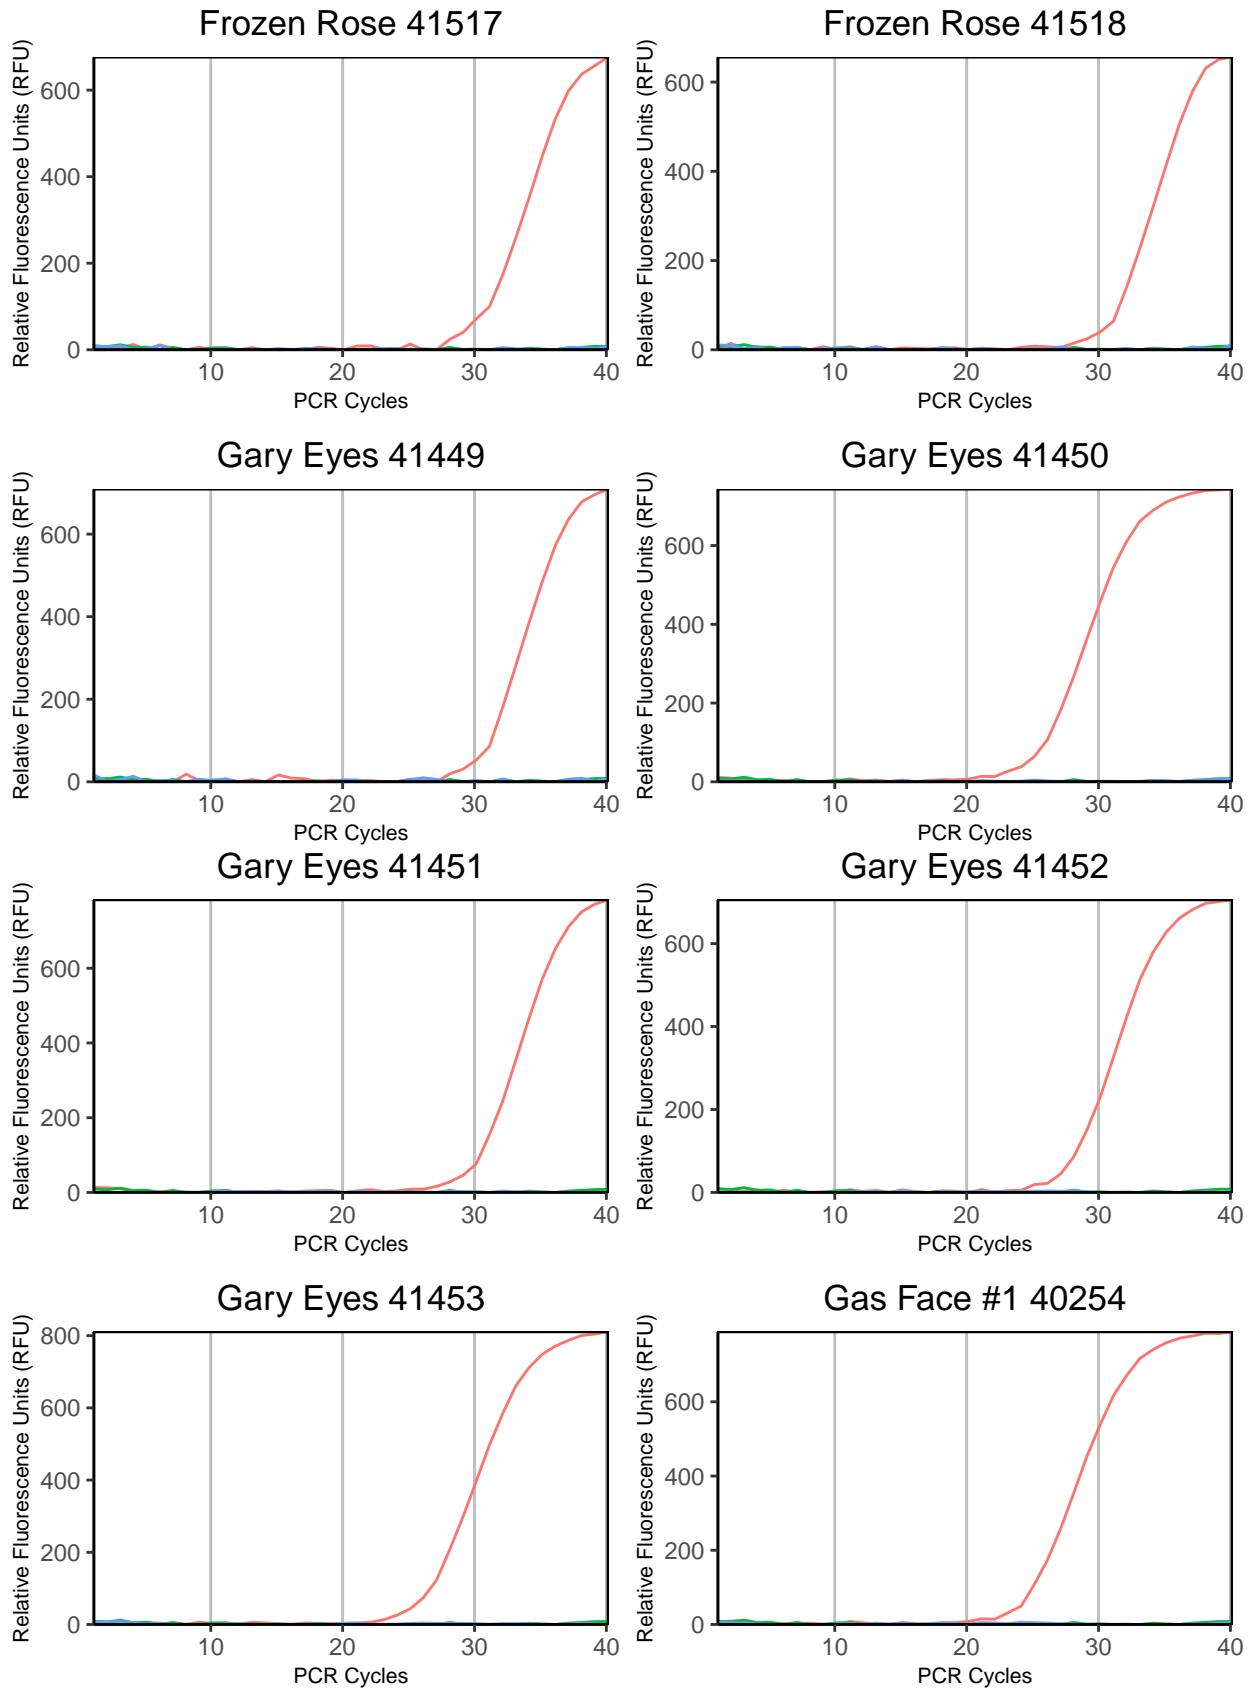 Frozen Rose 41517
Relative Fluorescence Units (RFU)
600
400
200
0
10 20 30 40
PCR Cycles
Frozen Rose 41518
Relative Fluorescence Units (RFU)
600
400
200
0
10 20 30 40
PCR Cycles
Gary Eyes 41449
Relative Fluorescence Units (RFU)
600
400
200
0
10 20 30 40
PCR Cycles
Gary Eyes 41450
Relative Fluorescence Units (RFU)
600
400
200
0
10 20 30 40
PCR Cycles
Gary Eyes 41451
Relative Fluorescence Units (RFU)
600
400
200
0
10 20 30 40
PCR Cycles
Gary Eyes 41452
Relative Fluorescence Units (RFU)
600
400
200
0
10 20 30 40
PCR Cycles
Gary Eyes 41453
Relative Fluorescence Units (RFU)
800
600
400
200
0
10 20 30 40
PCR Cycles
Gas Face #1 40254
Relative Fluorescence Units (RFU)
600
400
200
0
10 20 30 40
PCR Cycles